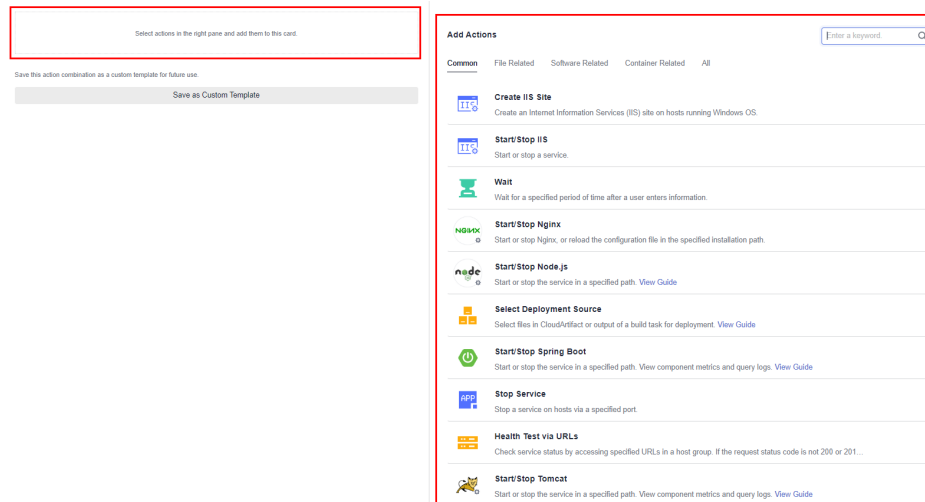 Select actions in the right pane and add them to this card.
Save this action combination as a custom template for future use.
Save as Custom Template
Add Actions
Enter a keyword.
Common File Related Software Related Container Related All
IIS
Create IIS Site
Create an Internet Information Services (IIS) site on hosts running Windows OS.
IIS
Start/Stop IIS
Start or stop a service.
Wait
Wait for a specified period of time after a user enters information.
NGINX
Start/Stop Nginx
Start or stop Nginx, or reload the configuration file in the specified installation path.
node
Start/Stop Node.js
Start or stop the service in a specified path. View Guide
Select Deployment Source
Select files in CloudArtifact or output of a build task for deployment. View Guide
Start/Stop Spring Boot
Start or stop the service in a specified path. View component metrics and query logs. View Guide
APP
Stop Service
Stop a service on hosts via a specified port.
Health Test via URLs
Check service status by accessing specified URLs in a host group. If the request status code is not 200 or 201...
Start/Stop Tomcat
Start or stop the service in a specified path. View component metrics and query logs. View Guide